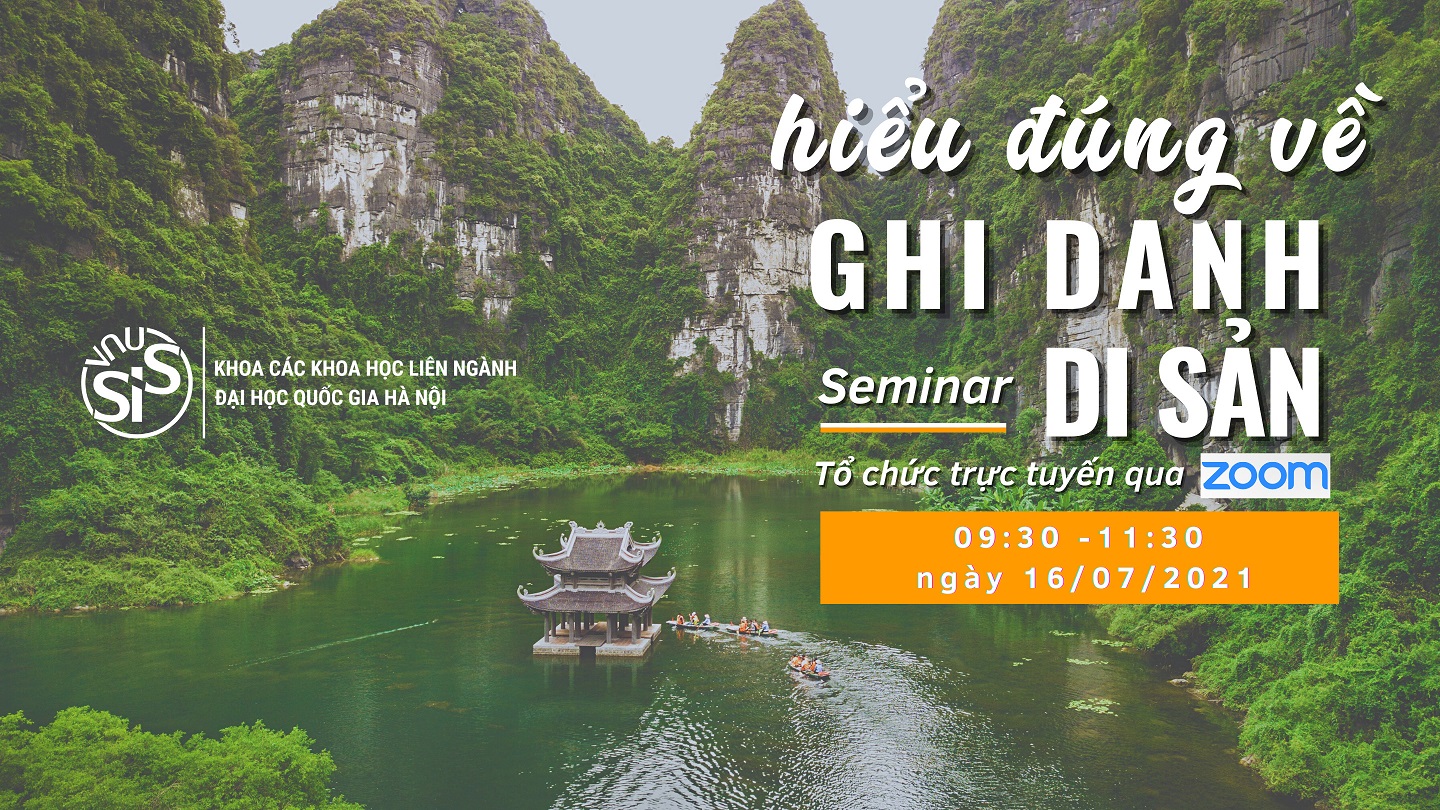 VNU
SiS
KHOA CÁC KHOA HỌC LIÊN NGÀNH
ĐẠI HỌC QUỐC GIA HÀ NỘI
hiểu đúng về
GHI DANH
DI SẢN
Seminar
Tổ chức trực tuyến qua zoom
09:30 -11:30
ngày 16/07/2021